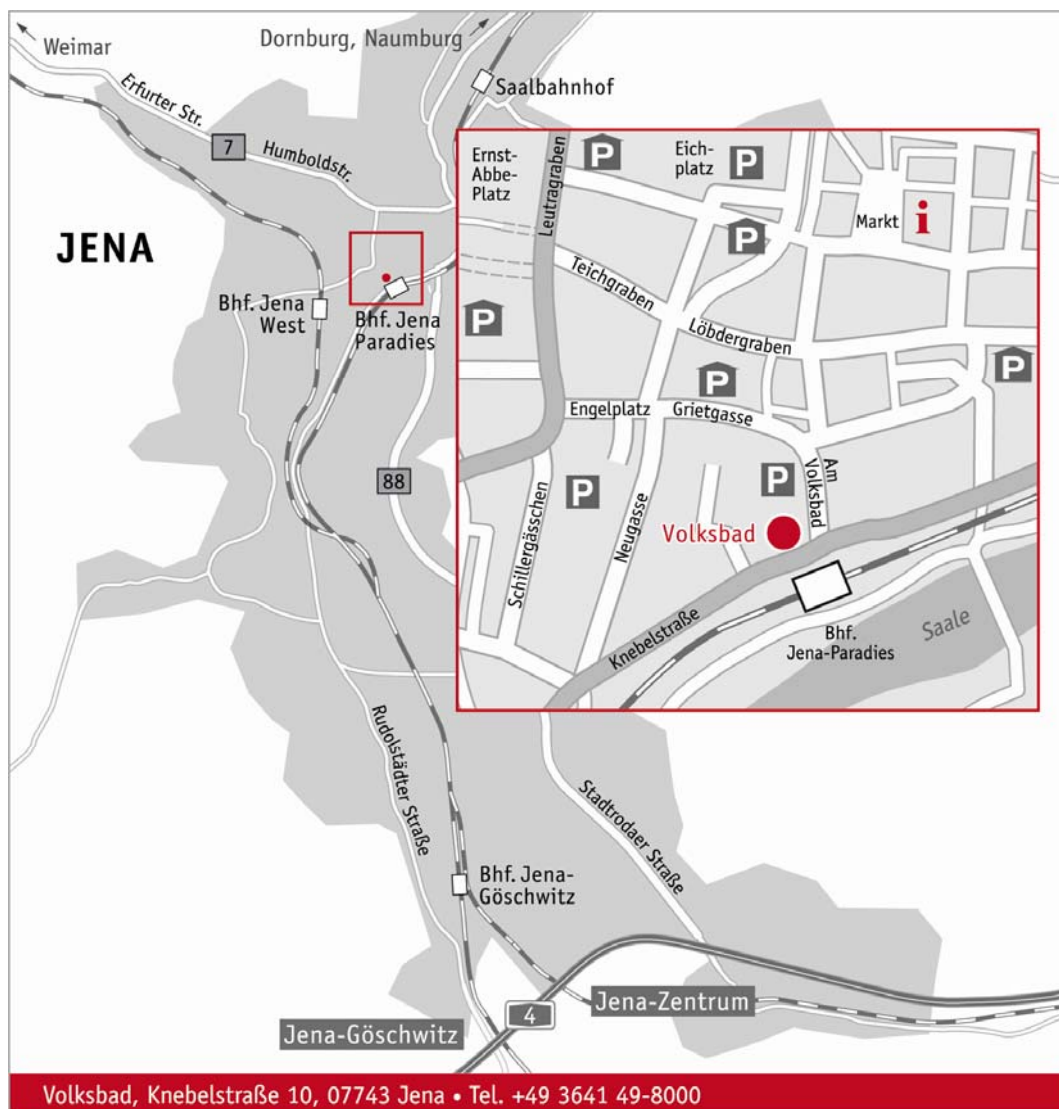 Weimar
Dornburg, Naumburg
Saalbahnhof
Erfurter Str.
7
Humboldstr.
JENA
Bhf. Jena
West
Bhf. Jena
Paradies
88
Ernst-
Abbe-
Platz
Leutragraben
P
Eich-
platz
P
Markt
i
P
Teichgraben
P
Löbdergraben
P
P
Engelplatz
Grietgasse
Am
Volksbad
P
P
Volksbad
Schillergässchen
Neugasse
Knebelstraße
Bhf.
Jena-Paradies
Saale
Rudolstädter Straße
Stadtrodaer Straße
Bhf. Jena-
Göschwitz
Jena-Zentrum
4
Jena-Göschwitz
Volksbad, Knebelstraße 10, 07743 Jena • Tel. +49 3641 49-8000